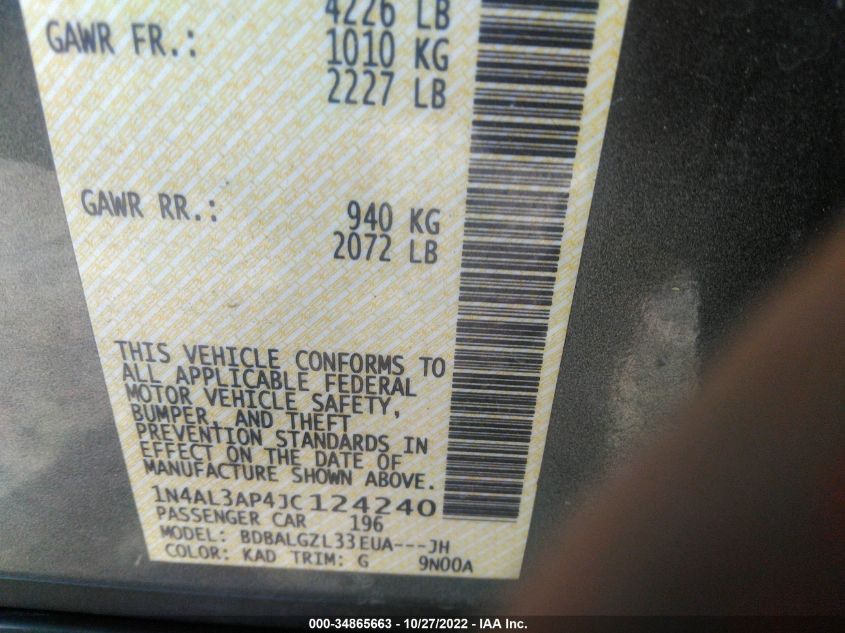 4226 LB
GAWR FR.: 1010 KG
2227 LB
GAWR RR.: 940 KG
2072 LB
THIS VEHICLE CONFORMS TO
ALL APPLICABLE FEDERAL
MOTOR VEHICLE SAFETY,
BUMPER, AND THEFT
PREVENTION STANDARDS IN
EFFECT ON THE DATE OF
MANUFACTURE SHOWN ABOVE.
1N4AL3AP4JC124240
PASSENGER CAR 196
MODEL: BDBALGZL33EUA---JH
COLOR: KAD TRIM: G 9N00A
000-34865663 - 10/27/2022 - IAA Inc.